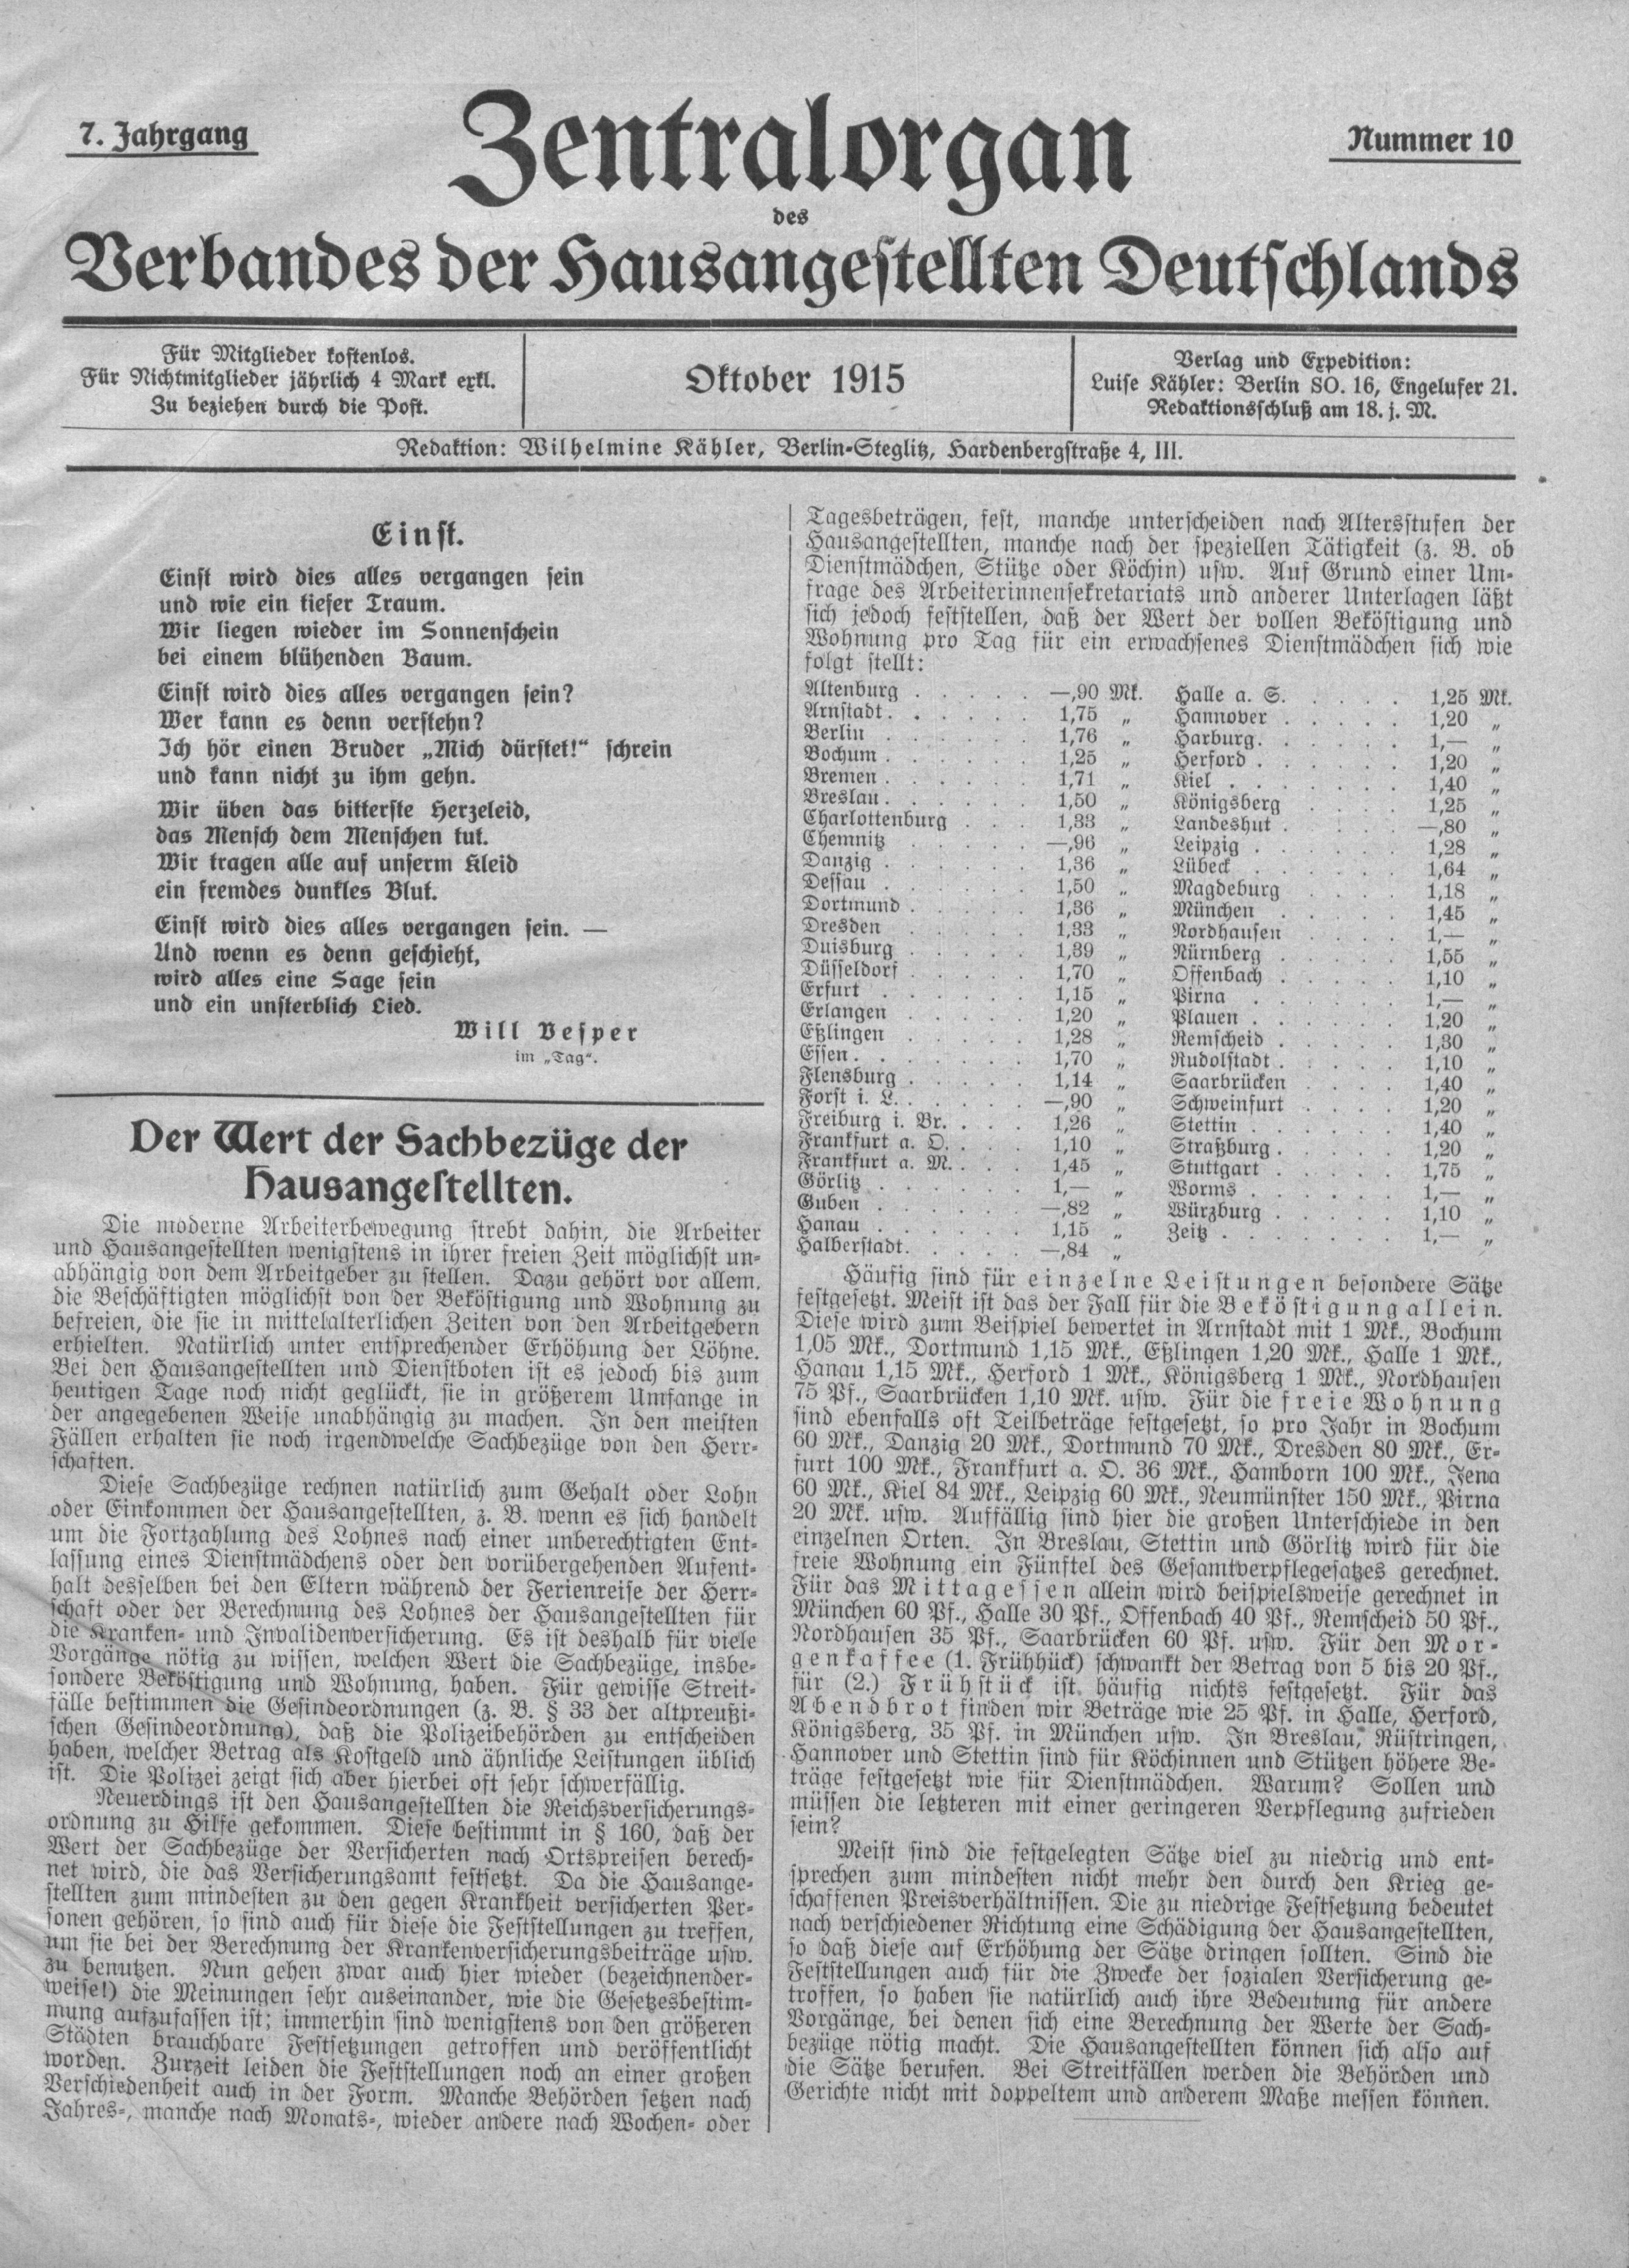 7. Jahrgang
Zentralorgan
Nummer 10
des
Verbandes der Hausangestellten Deutschlands
Für Mitglieder kostenlos.
Für Nichtmitglieder jährlich 4 Mark exkl.
Zu beziehen durch die Post.
Oktober 1915
Verlag und Expedition:
Luise Kähler: Berlin SO. 16, Engelufer 21.
Redaktionsschluß am 18. j. M.
Redaktion: Wilhelmine Kähler, Berlin-Steglitz, Hardenbergstraße 4, III.
Einst.
Einst wird dies alles vergangen sein
und wie ein tiefer Traum.
Wir liegen wieder im Sonnenschein
bei einem blühenden Baum.
Einst wird dies alles vergangen sein?
Wer kann es denn verstehn?
Ich hör einen Bruder „Mich dürstet!“ schrein
und kann nicht zu ihm gehn.
Wir üben das bitterste Herzeleid,
das Mensch dem Menschen tut.
Wir tragen alle auf unserm Kleid
ein fremdes dunkles Blut.
Einst wird dies alles vergangen sein. —
Und wenn es denn geschieht,
wird alles eine Sage sein
und ein unsterblich Lied.
Will Vesper
im „Tag“.
Der Wert der Sachbezüge der
Hausangestellten.
Die moderne Arbeiterbewegung strebt dahin, die Arbeiter
und Hausangestellten wenigstens in ihrer freien Zeit möglichst un-
abhängig von dem Arbeitgeber zu stellen. Dazu gehört vor allem,
die Beschäftigten möglichst von der Beköstigung und Wohnung zu
befreien, die sie in mittelalterlichen Zeiten von den Arbeitgebern
erhielten. Natürlich unter entsprechender Erhöhung der Löhne.
Bei den Hausangestellten und Dienstboten ist es jedoch bis zum
heutigen Tage noch nicht geglückt, sie in größerem Umfange in
der angegebenen Weise unabhängig zu machen. In den meisten
Fällen erhalten sie noch irgendwelche Sachbezüge von den Herr-
schaften.
Diese Sachbezüge rechnen natürlich zum Gehalt oder Lohn
oder Einkommen der Hausangestellten, z. B. wenn es sich handelt
um die Fortzahlung des Lohnes nach einer unberechtigten Ent-
lassung eines Dienstmädchens oder den vorübergehenden Aufent-
halt desselben bei den Eltern während der Ferienreise der Herr-
schaft oder der Berechnung des Lohnes der Hausangestellten für
die Kranken- und Invalidenversicherung. Es ist deshalb für viele
Vorgänge nötig zu wissen, welchen Wert die Sachbezüge, insbe-
sondere Beköstigung und Wohnung, haben. Für gewisse Streit-
fälle bestimmen die Gesindeordnungen (z. B. § 33 der altpreußi-
schen Gesindeordnung), daß die Polizeibehörden zu entscheiden
haben, welcher Betrag als Kostgeld und ähnliche Leistungen üblich
ist. Die Polizei zeigt sich aber hierbei oft sehr schwerfällig.
Neuerdings ist den Hausangestellten die Reichsversicherungs-
ordnung zu Hilfe gekommen. Diese bestimmt in § 160, daß der
Wert der Sachbezüge der Versicherten nach Ortspreisen berech-
net wird, die das Versicherungsamt festsetzt. Da die Hausange-
stellten zum mindesten zu den gegen Krankheit versicherten Per-
sonen gehören, so sind auch für diese die Feststellungen zu treffen,
um sie bei der Berechnung der Krankenversicherungsbeiträge usw.
zu benutzen. Nun gehen zwar auch hier wieder (bezeichnender-
weise!) die Meinungen sehr auseinander, wie die Gesetzesbestim-
mung aufzufassen ist; immerhin sind wenigstens von den größeren
Städten brauchbare Festsetzungen getroffen und veröffentlicht
worden. Zurzeit leiden die Feststellungen noch an einer großen
Verschiedenheit auch in der Form. Manche Behörden setzen nach
Jahres-, manche nach Monats-, wieder andere nach Wochen- oder
Tagesbeträgen, fest, manche unterscheiden nach Altersstufen der
Hausangestellten, manche nach der speziellen Tätigkeit (z. B. ob
Dienstmädchen, Stütze oder Köchin) usw. Auf Grund einer Um-
frage des Arbeiterinnensekretariats und anderer Unterlagen läßt
sich jedoch feststellen, daß der Wert der vollen Beköstigung und
Wohnung pro Tag für ein erwachsenes Dienstmädchen sich wie
folgt stellt:
Altenburg . . . . . —,90 Mk.
Arnstadt . . . . . . 1,75 „
Berlin . . . . . . 1,76 „
Bochum . . . . . . 1,25 „
Bremen . . . . . . 1,71 „
Breslau . . . . . . 1,50 „
Charlottenburg . . . 1,33 „
Chemnitz . . . . . —,96 „
Danzig . . . . . . 1,36 „
Dessau . . . . . . 1,50 „
Dortmund . . . . . 1,36 „
Dresden . . . . . 1,33 „
Duisburg . . . . . 1,39 „
Düsseldorf . . . . . 1,70 „
Erfurt . . . . . . 1,15 „
Erlangen . . . . . 1,20 „
Eßlingen . . . . . 1,28 „
Essen . . . . . . . 1,70 „
Flensburg . . . . . 1,14 „
Forst i. L. . . . . . —,90 „
Freiburg i. Br. . . . 1,26 „
Frankfurt a. O. . . . 1,10 „
Frankfurt a. M. . . . 1,45 „
Görlitz . . . . . . 1,— „
Guben . . . . . . —,82 „
Hanau . . . . . . 1,15 „
Halberstadt . . . . . —,84 „
Halle a. S. . . . . 1,25 Mk.
Hannover . . . . . 1,20 „
Harburg . . . . . . 1,— „
Herford . . . . . . 1,20 „
Kiel . . . . . . . 1,40 „
Königsberg . . . . 1,25 „
Landeshut . . . . . —,80 „
Leipzig . . . . . . 1,28 „
Lübeck . . . . . . 1,64 „
Magdeburg . . . . 1,18 „
München . . . . . 1,45 „
Nordhausen . . . . 1,— „
Nürnberg . . . . . 1,55 „
Offenbach . . . . . 1,10 „
Pirna . . . . . . 1,— „
Plauen . . . . . . 1,20 „
Remscheid . . . . . 1,30 „
Rudolstadt . . . . . 1,10 „
Saarbrücken . . . . 1,40 „
Schweinfurt . . . . 1,20 „
Stettin . . . . . . 1,40 „
Straßburg . . . . . 1,20 „
Stuttgart . . . . . 1,75 „
Worms . . . . . . 1,— „
Würzburg . . . . . 1,10 „
Zeitz . . . . . . . 1,— „
Häufig sind für einzelne Leistungen besondere Sätze
festgesetzt. Meist ist das der Fall für die Beköstigung allein.
Diese wird zum Beispiel bewertet in Arnstadt mit 1 Mk., Bochum
1,05 Mk., Dortmund 1,15 Mk., Eßlingen 1,20 Mk., Halle 1 Mk.,
Hanau 1,15 Mk., Herford 1 Mk., Königsberg 1 Mk., Nordhausen
75 Pf., Saarbrücken 1,10 Mk. usw. Für die freie Wohnung
sind ebenfalls oft Teilbeträge festgesetzt, so pro Jahr in Bochum
60 Mk., Danzig 20 Mk., Dortmund 70 Mk., Dresden 80 Mk., Er-
furt 100 Mk., Frankfurt a. O. 36 Mk., Hamborn 100 Mk., Jena
60 Mk., Kiel 84 Mk., Leipzig 60 Mk., Neumünster 150 Mk., Pirna
20 Mk. usw. Auffällig sind hier die großen Unterschiede in den
einzelnen Orten. In Breslau, Stettin und Görlitz wird für die
freie Wohnung ein Fünftel des Gesamtverpflegesatzes gerechnet.
Für das Mittagessen allein wird beispielsweise gerechnet in
München 60 Pf., Halle 30 Pf., Offenbach 40 Pf., Remscheid 50 Pf.,
Nordhausen 35 Pf., Saarbrücken 60 Pf. usw. Für den Mor-
genkaffee (1. Frühhück) schwankt der Betrag von 5 bis 20 Pf.,
für (2.) Frühstück ist häufig nichts festgesetzt. Für das
Abendbrot finden wir Beträge wie 25 Pf. in Halle, Herford,
Königsberg, 35 Pf. in München usw. In Breslau, Rüstringen,
Hannover und Stettin sind für Köchinnen und Stützen höhere Be-
träge festgesetzt wie für Dienstmädchen. Warum? Sollen und
müssen die letzteren mit einer geringeren Verpflegung zufrieden
sein?
Meist sind die festgelegten Sätze viel zu niedrig und ent-
sprechen zum mindesten nicht mehr den durch den Krieg ge-
schaffenen Preisverhältnissen. Die zu niedrige Festsetzung bedeutet
nach verschiedener Richtung eine Schädigung der Hausangestellten,
so daß diese auf Erhöhung der Sätze dringen sollten. Sind die
Feststellungen auch für die Zwecke der sozialen Versicherung ge-
troffen, so haben sie natürlich auch ihre Bedeutung für andere
Vorgänge, bei denen sich eine Berechnung der Werte der Sach-
bezüge nötig macht. Die Hausangestellten können sich also auf
die Sätze berufen. Bei Streitfällen werden die Behörden und
Gerichte nicht mit doppeltem und anderem Maße messen können.